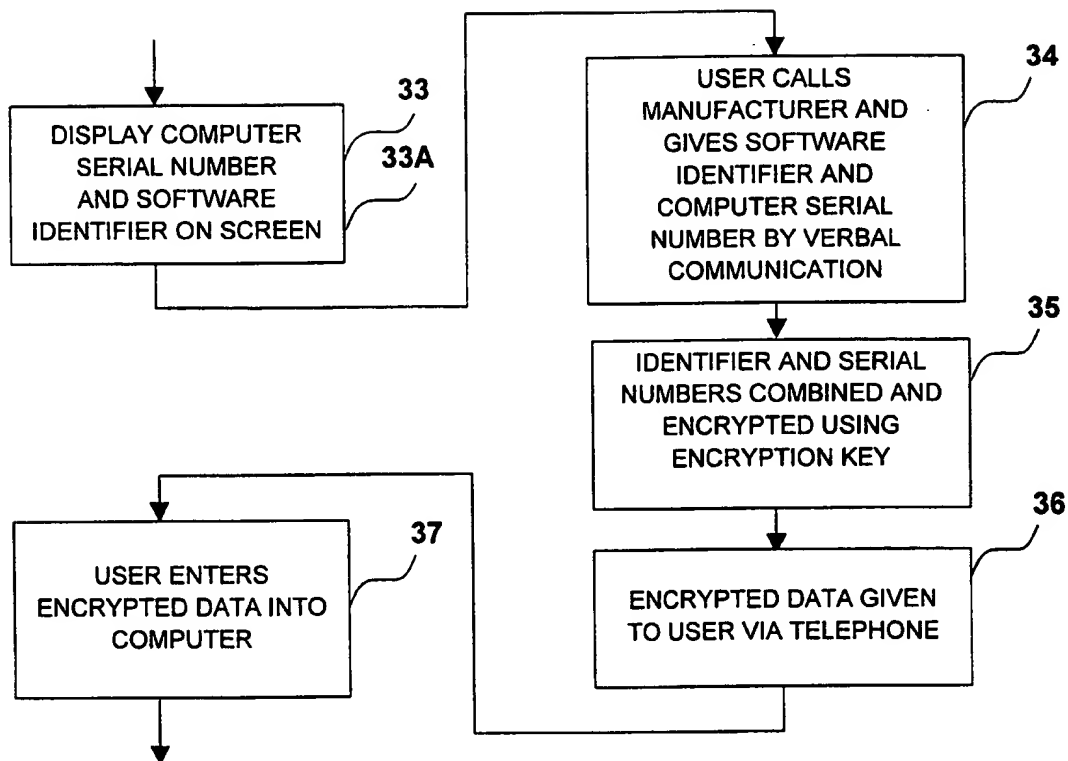 33
33A
DISPLAY COMPUTER
SERIAL NUMBER
AND SOFTWARE
IDENTIFIER ON SCREEN
34
USER CALLS
MANUFACTURER AND
GIVES SOFTWARE
IDENTIFIER AND
COMPUTER SERIAL
NUMBER BY VERBAL
COMMUNICATION
35
IDENTIFIER AND SERIAL
NUMBERS COMBINED AND
ENCRYPTED USING
ENCRYPTION KEY
36
ENCRYPTED DATA GIVEN
TO USER VIA TELEPHONE
37
USER ENTERS
ENCRYPTED DATA INTO
COMPUTER